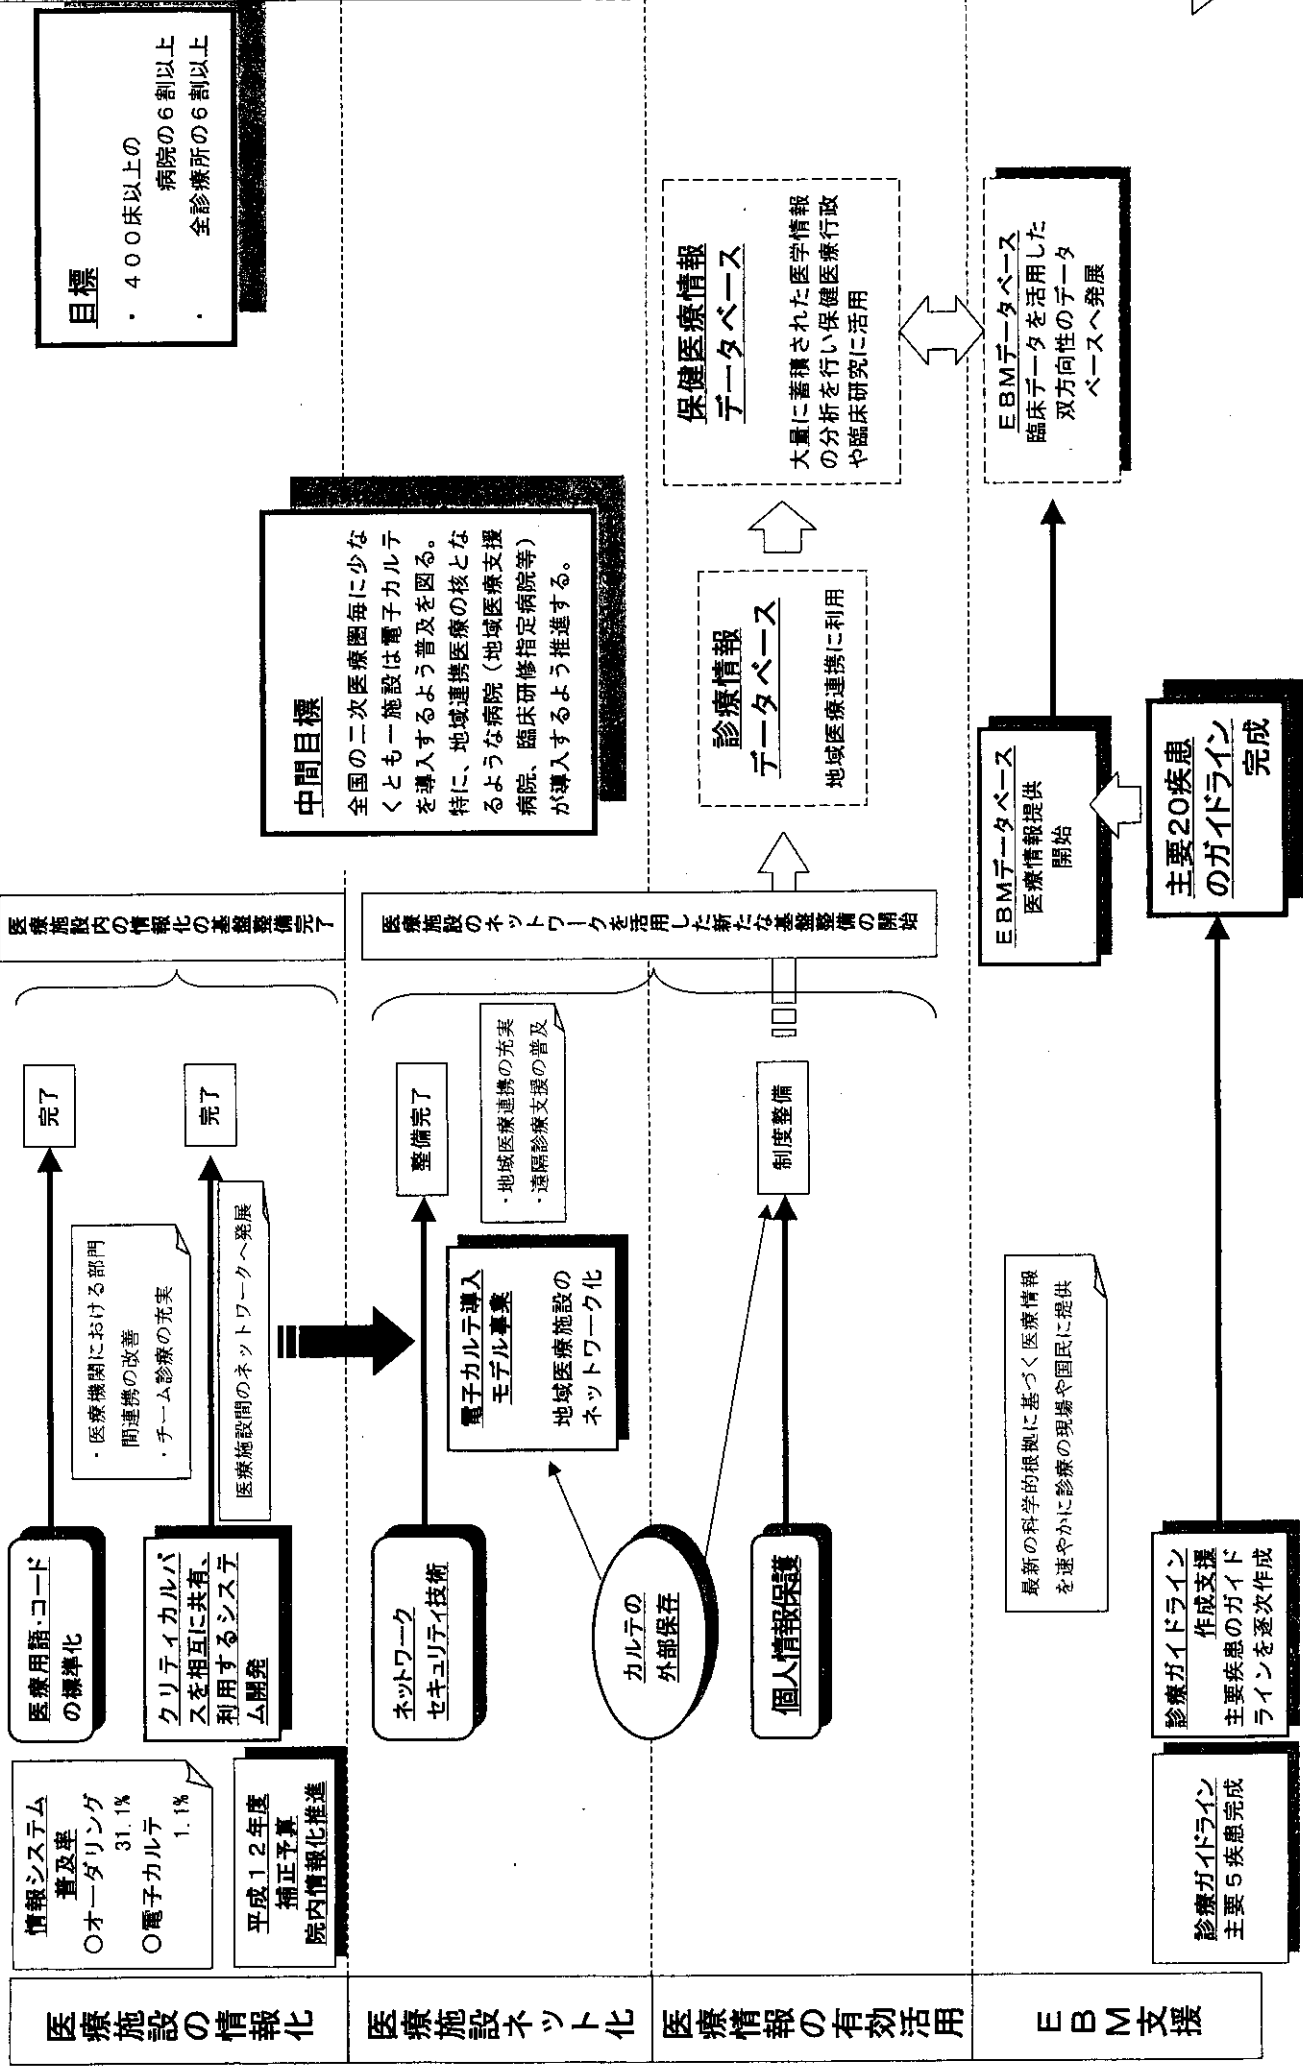 医療施設の情報化
情報システム
普及率
〇オーダリング
31.1%
〇電子カルテ
1.1%
平成12年度
補正予算
院内情報化推進
医療用語・コード
の標準化
完了
・医療機関における部門
間連携の改善
・チーム診療の充実
クリティカルパ
スを相互に共有、
利用するシステ
ム開発
完了
医療施設間のネットワークへ発展
医療施設内の情報化の基盤整備完了
目標
・ 400床以上の
病院の6割以上
・ 全診療所の6割以上
医療施設ネット化
ネットワーク
セキュリティ技術
整備完了
電子カルテ導入
モデル事業
地域医療施設の
ネットワーク化
・地域医療連携の充実
・遠隔診療支援の普及
カルテの
外部保存
医療施設のネットワークを活用した新たな基盤整備の開始
中間目標
全国の二次医療圏毎に少な
くとも一施設は電子カルテ
を導入するよう普及を図る。
特に、地域連携医療の核とな
るような病院（地域医療支援
病院、臨床研修指定病院等）
が導入するよう推進する。
医療情報の有効活用
個人情報保護
制度整備
診療情報
データベース
地域医療連携に利用
保健医療情報
データベース
大量に蓄積された医学情報
の分析を行い保健医療行政
や臨床研究に活用
EBM支援
診療ガイドライン
主要5疾患完成
診療ガイドライン
作成支援
主要疾患のガイド
ラインを逐次作成
最新の科学的根拠に基づく医療情報
を速やかに診療の現場や国民に提供
主要20疾患
のガイドライン
完成
EBMデータベース
医療情報提供
開始
EBMデータベース
臨床データを活用した
双方向性のデータ
ベースへ発展